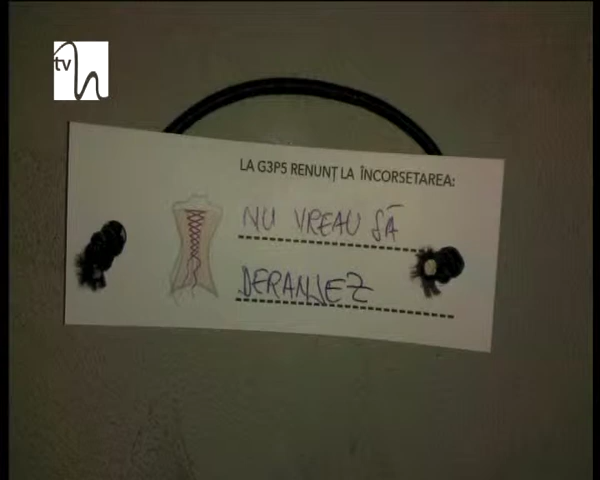 tv h
LA G3P5 RENUNȚ LA ÎNCORSETAREA:
NU VREAU SĂ
DERANJEZ